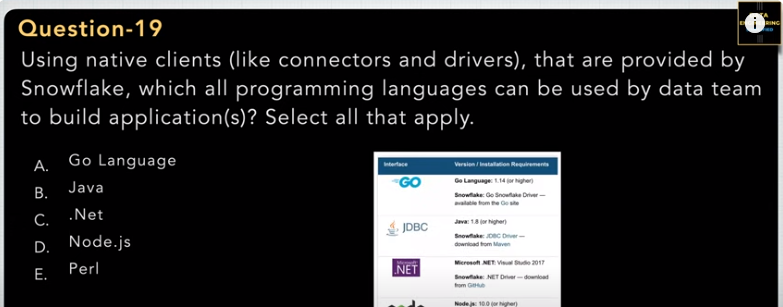 Question-19
Using native clients (like connectors and drivers), that are provided by
Snowflake, which all programming languages can be used by data team
to build application(s)? Select all that apply.
A. Go Language
B. Java
C. .Net
D. Node.js
E. Perl
Interface Version / Installation Requirements
GO Go Language: 1.14 (or higher)
Snowflake: Go Snowflake Driver —
available from the Go site
JDBC Java: 1.8 (or higher)
Snowflake: JDBC Driver —
download from Maven
Microsoft
.NET Microsoft .NET: Visual Studio 2017
Snowflake: .NET Driver — download
from GitHub
Node.js: 10.0 (or higher)